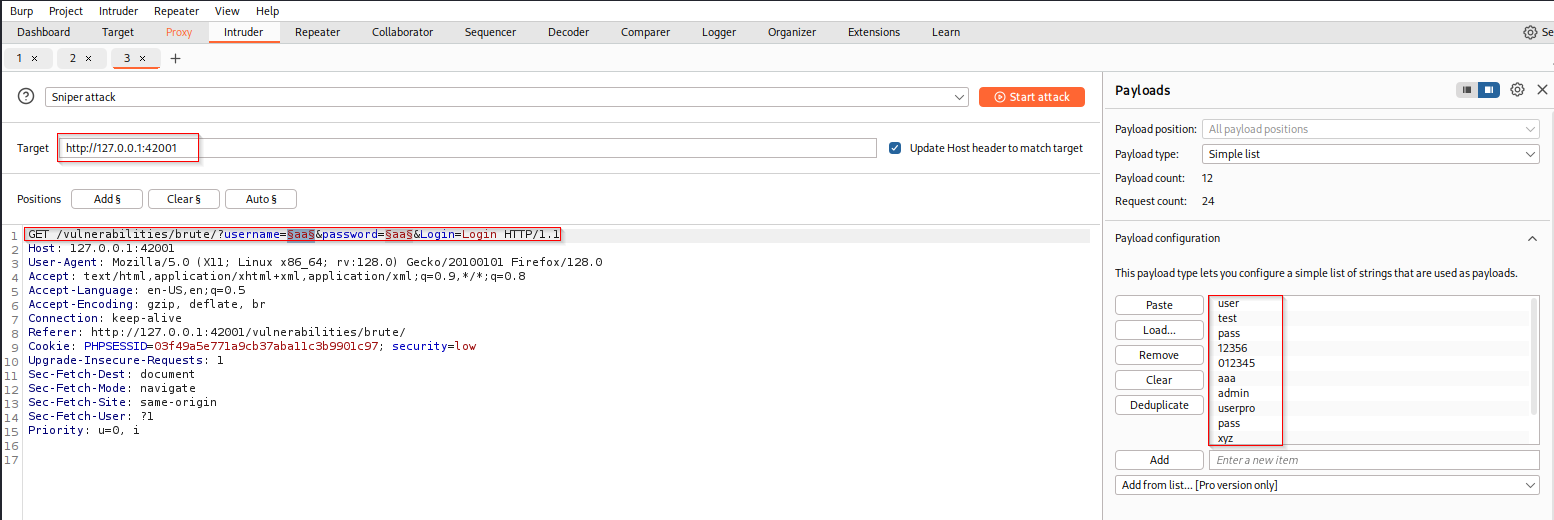 Burp Project Intruder Repeater View Help
Dashboard Target Proxy Intruder Repeater Collaborator Sequencer Decoder Comparer Logger Organizer Extensions Learn Se
1 × 2 × 3 × +
Sniper attack Start attack
Target http://127.0.0.1:42001 Update Host header to match target
Positions Add § Clear § Auto §
1 GET /vulnerabilities/brute/?username=§aa§&password=§aa§&Login=Login HTTP/1.1
2 Host: 127.0.0.1:42001
3 User-Agent: Mozilla/5.0 (X11; Linux x86_64; rv:128.0) Gecko/20100101 Firefox/128.0
4 Accept: text/html,application/xhtml+xml,application/xml;q=0.9,*/*;q=0.8
5 Accept-Language: en-US,en;q=0.5
6 Accept-Encoding: gzip, deflate, br
7 Connection: keep-alive
8 Referer: http://127.0.0.1:42001/vulnerabilities/brute/
9 Cookie: PHPSESSID=03f49a5e771a9cb37aba11c3b9901c97; security=low
10 Upgrade-Insecure-Requests: 1
11 Sec-Fetch-Dest: document
12 Sec-Fetch-Mode: navigate
13 Sec-Fetch-Site: same-origin
14 Sec-Fetch-User: ?1
15 Priority: u=0, i
16
17
Payloads
Payload position: All payload positions
Payload type: Simple list
Payload count: 12
Request count: 24
Payload configuration
This payload type lets you configure a simple list of strings that are used as payloads.
Paste
Load...
Remove
Clear
Deduplicate
user
test
pass
12356
012345
aaa
admin
userpro
pass
xyz
Add Enter a new item
Add from list... [Pro version only]